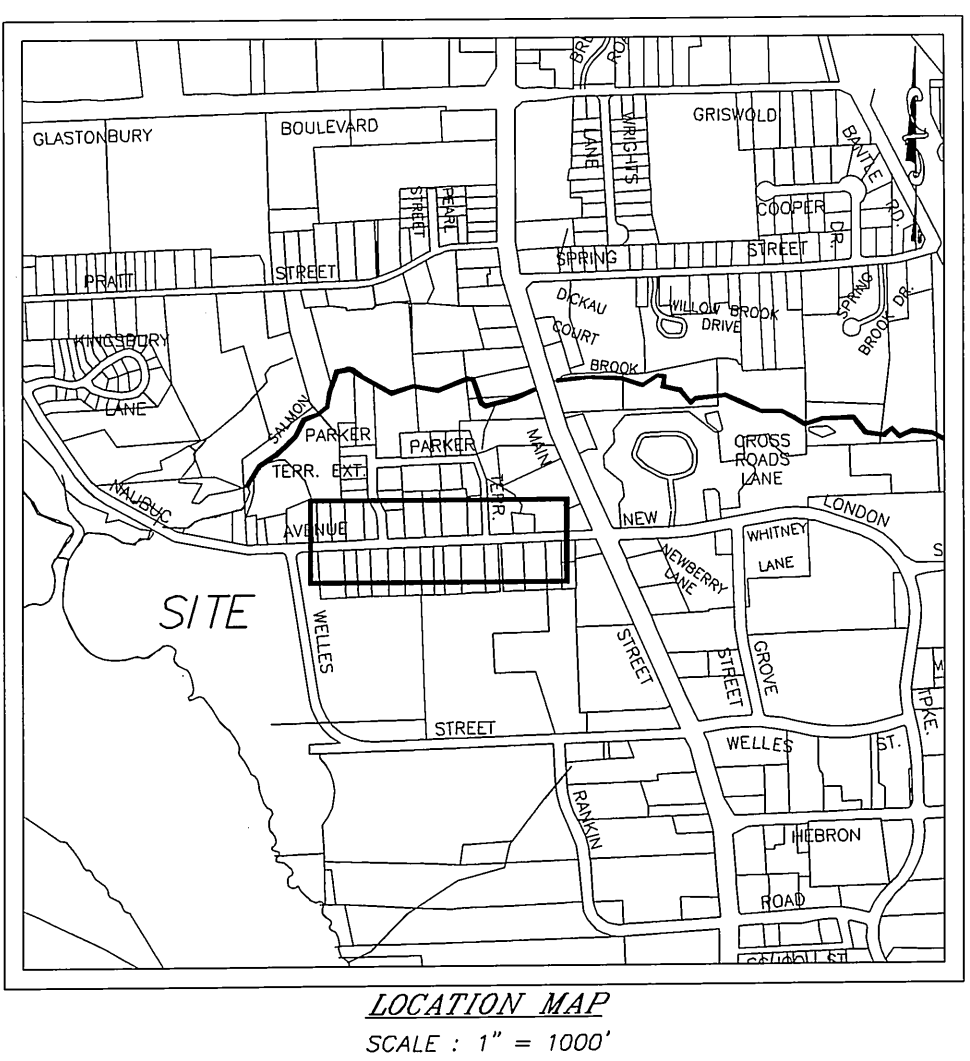 GLASTONBURY
BOULEVARD
GRISWOLD
LANE
WRIGHTS
BANTLE
RD.
STREET
PEARL
COOPER
DR.
SPRING
STREET
PRATT
STREET
DICKAU
COURT
WILLOW BROOK
DRIVE
SPRING
BROOK DR.
KINGSBURY
LANE
BROOK
SALMON
PARKER
TERR. EXT.
PARKER
TERR.
MAIN
CROSS
ROADS
LANE
NAUBUC
AVENUE
NEW
LONDON
WHITNEY
LANE
NEWBERRY
LANE
SITE
WELLES
STREET
STREET
GROVE
STREET
WELLES
ST.
TPKE.
RANKIN
HEBRON
ROAD
LOCATION MAP
SCALE : 1" = 1000'